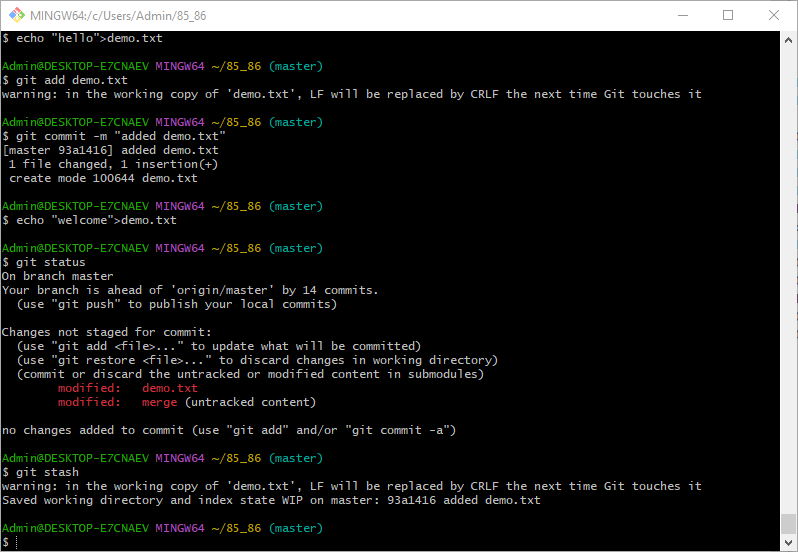 MINGW64:/c/Users/Admin/85_86
$ echo "hello">demo.txt
Admin@DESKTOP-E7CNAEV MINGW64 ~/85_86 (master)
$ git add demo.txt
warning: in the working copy of 'demo.txt', LF will be replaced by CRLF the next time Git touches it
Admin@DESKTOP-E7CNAEV MINGW64 ~/85_86 (master)
$ git commit -m "added demo.txt"
[master 93a1416] added demo.txt
 1 file changed, 1 insertion(+)
 create mode 100644 demo.txt
Admin@DESKTOP-E7CNAEV MINGW64 ~/85_86 (master)
$ echo "welcome">demo.txt
Admin@DESKTOP-E7CNAEV MINGW64 ~/85_86 (master)
$ git status
On branch master
Your branch is ahead of 'origin/master' by 14 commits.
  (use "git push" to publish your local commits)
Changes not staged for commit:
  (use "git add <file>..." to update what will be committed)
  (use "git restore <file>..." to discard changes in working directory)
  (commit or discard the untracked or modified content in submodules)
        modified:   demo.txt
        modified:   merge (untracked content)
no changes added to commit (use "git add" and/or "git commit -a")
Admin@DESKTOP-E7CNAEV MINGW64 ~/85_86 (master)
$ git stash
warning: in the working copy of 'demo.txt', LF will be replaced by CRLF the next time Git touches it
Saved working directory and index state WIP on master: 93a1416 added demo.txt
Admin@DESKTOP-E7CNAEV MINGW64 ~/85_86 (master)
$